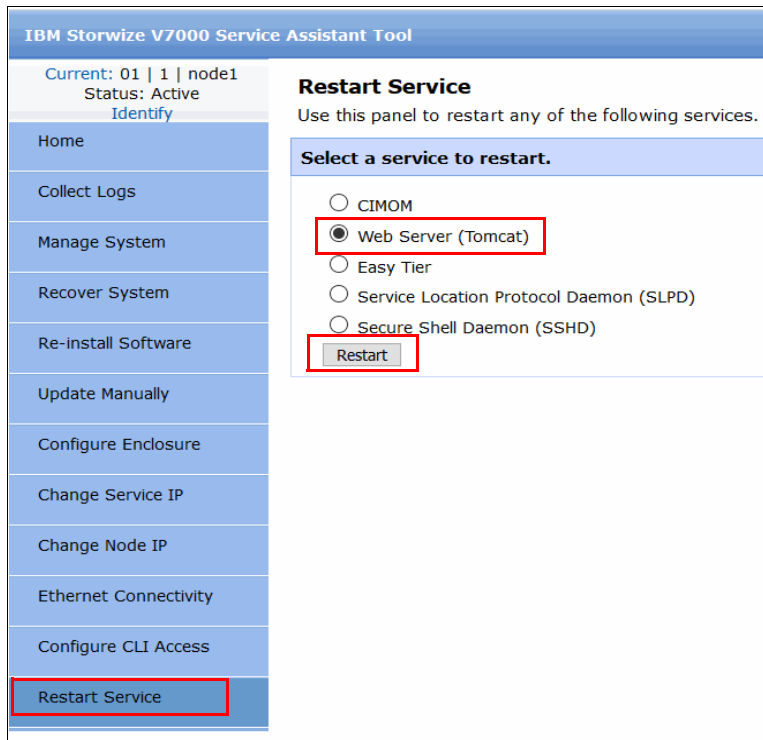 IBM Storwize V7000 Service Assistant Tool
Current: 01 | 1 | node1
Status: Active
Identify
Home
Collect Logs
Manage System
Recover System
Re-install Software
Update Manually
Configure Enclosure
Change Service IP
Change Node IP
Ethernet Connectivity
Configure CLI Access
Restart Service
Restart Service
Use this panel to restart any of the following services.
Select a service to restart.
CIMOM
Web Server (Tomcat)
Easy Tier
Service Location Protocol Daemon (SLPD)
Secure Shell Daemon (SSHD)
Restart